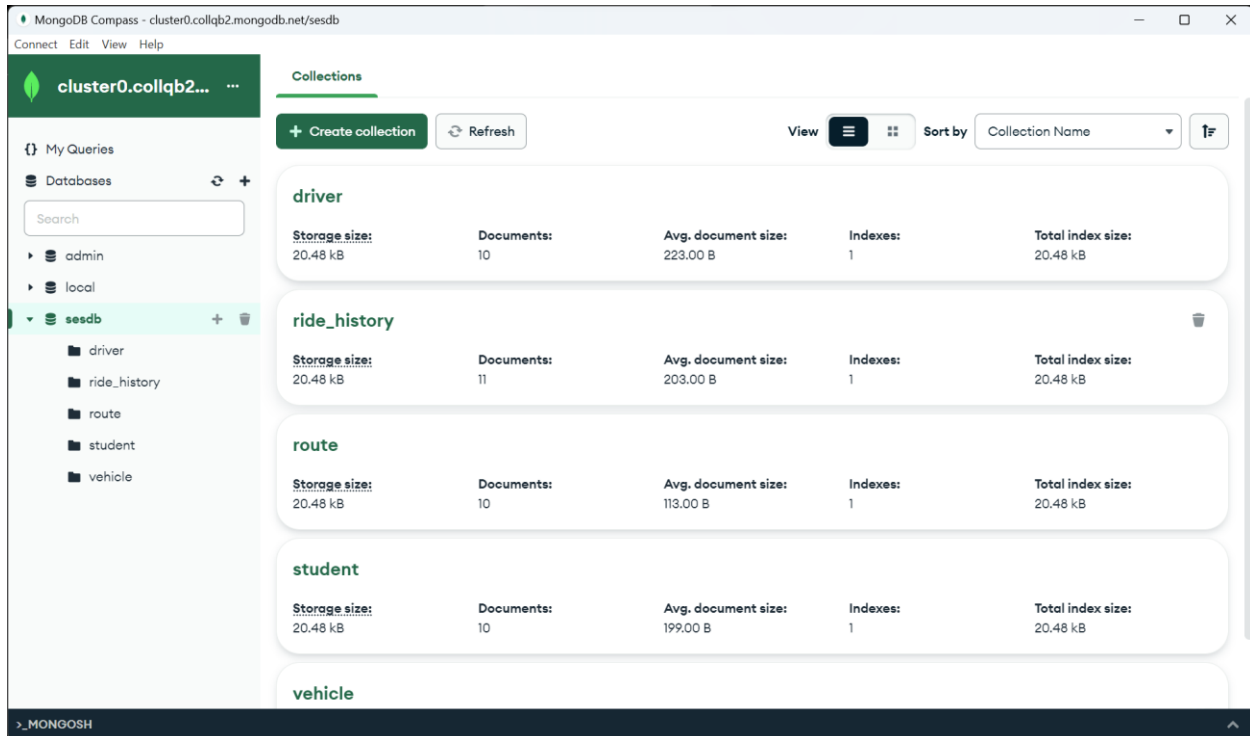 MongoDB Compass - cluster0.collqb2.mongodb.net/sesdb
Connect Edit View Help
cluster0.collqb2... ...
{} My Queries
Databases
Search
admin
local
sesdb
driver
ride_history
route
student
vehicle
Collections
+ Create collection Refresh View Sort by Collection Name
driver
Storage size: Documents: Avg. document size: Indexes: Total index size:
20.48 kB 10 223.00 B 1 20.48 kB
ride_history
Storage size: Documents: Avg. document size: Indexes: Total index size:
20.48 kB 11 203.00 B 1 20.48 kB
route
Storage size: Documents: Avg. document size: Indexes: Total index size:
20.48 kB 10 113.00 B 1 20.48 kB
student
Storage size: Documents: Avg. document size: Indexes: Total index size:
20.48 kB 10 199.00 B 1 20.48 kB
vehicle
>_MONGOSH